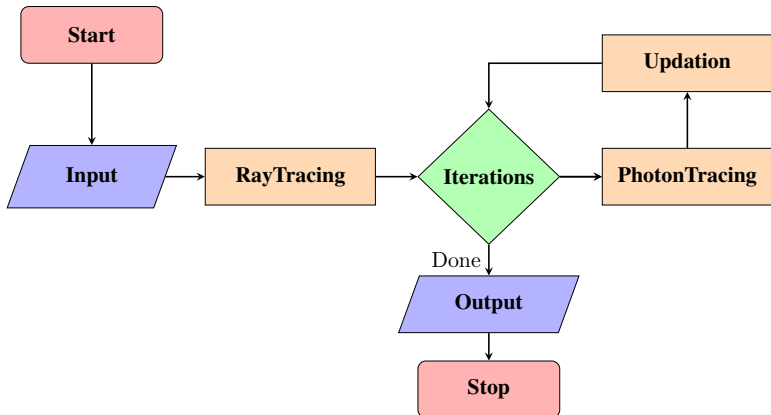 Start
Updation
Input
RayTracing
Iterations
PhotonTracing
Done
Output
Stop